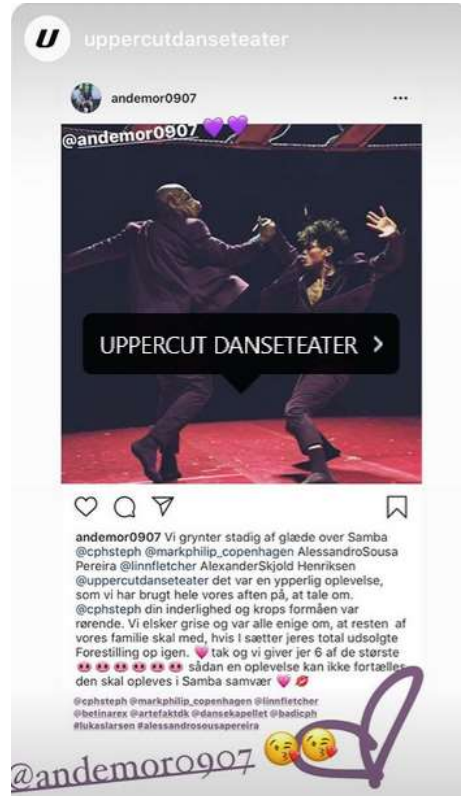 uppercutdanseteater
andemor0907
@andemor0907 💜💜
UPPERCUT DANSETEATER >
andemor0907 Vi grynter stadig af glæde over Samba
@cphsteph @markphilip_copenhagen AlessandroSousa
Pereira @linnfletcher AlexanderSkjold Henriksen
@uppercutdanseteater det var en ypperlig oplevelse,
som vi har brugt hele vores aften på, at tale om.
@cphsteph din inderlighed og krops formåen var
rørende. Vi elsker grise og var alle enige om, at resten af
vores familie skal med, hvis I sætter jeres total udsolgte
Forestilling op igen. 💗 tak og vi giver jer 6 af de største
🐽🐽🐽🐽🐽🐽 sådan en oplevelse kan ikke fortælles
den skal opleves i Samba samvær 💗 💋
@cphsteph @markphilip_copenhagen @linnfletcher
@betinarex @artefaktdk @dansekapellet @badicph
#lukaslarsen #alessandrosousapereira
@andemor0907 😘😘